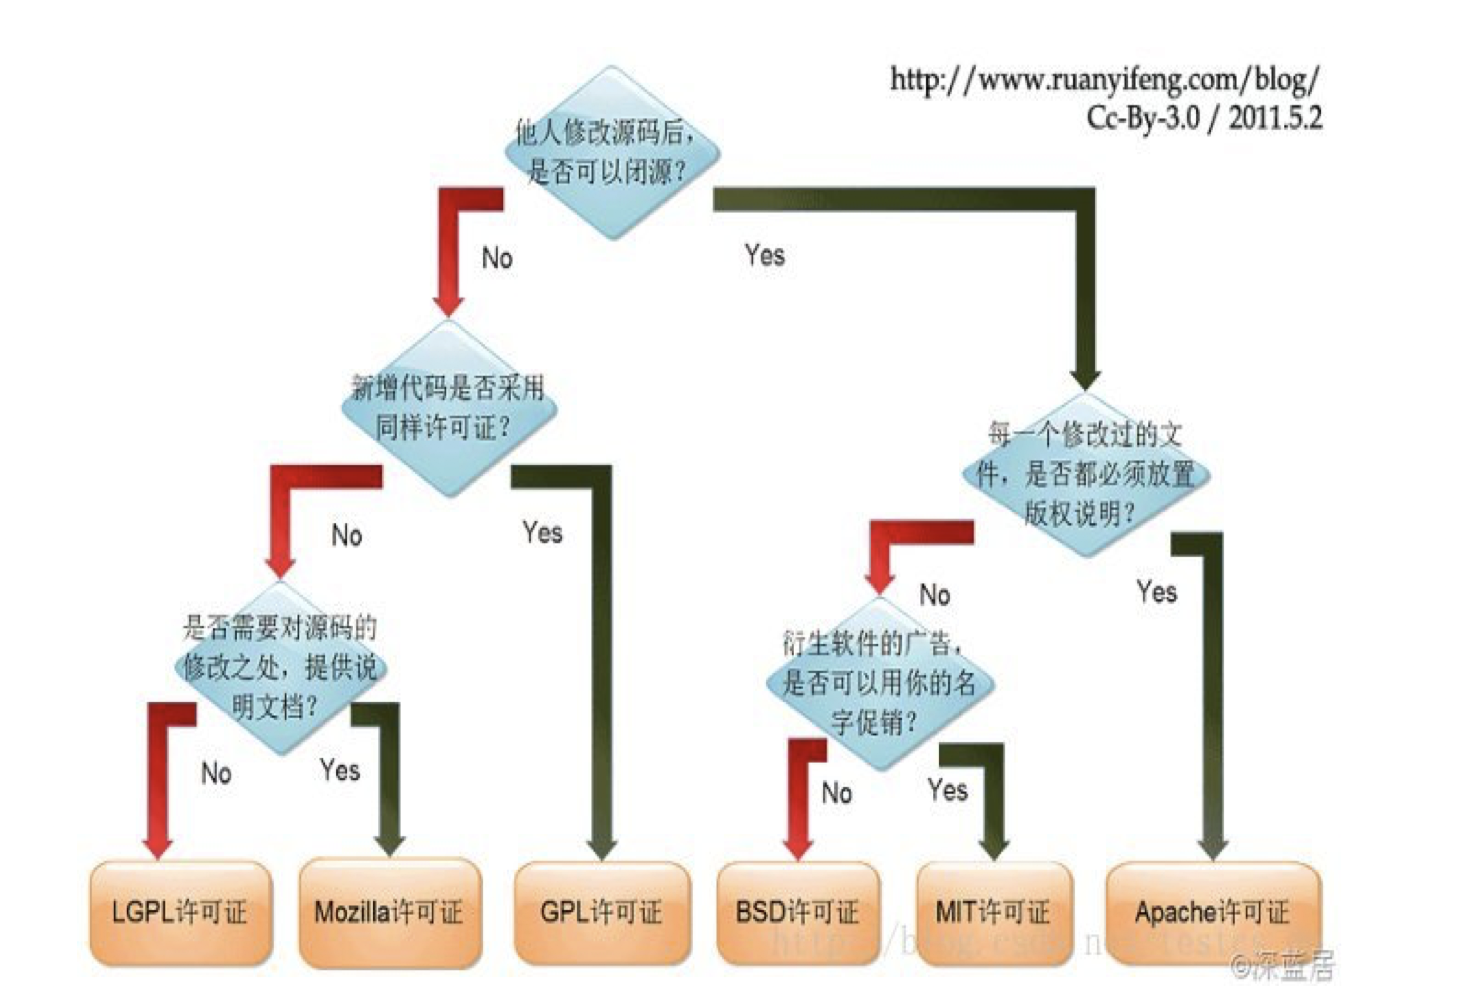 http://www.ruanyifeng.com/blog/
Cc-By-3.0 / 2011.5.2
他人修改源码后，
是否可以闭源？
No
Yes
新增代码是否采用
同样许可证？
每一个修改过的文
件，是否都必须放置
版权说明？
No
Yes
No
Yes
是否需要对源码的
修改之处，提供说
明文档？
衍生软件的广告，
是否可以用你的名
字促销？
No
Yes
No
Yes
LGPL许可证
Mozilla许可证
GPL许可证
BSD许可证
MIT许可证
Apache许可证
@深蓝居